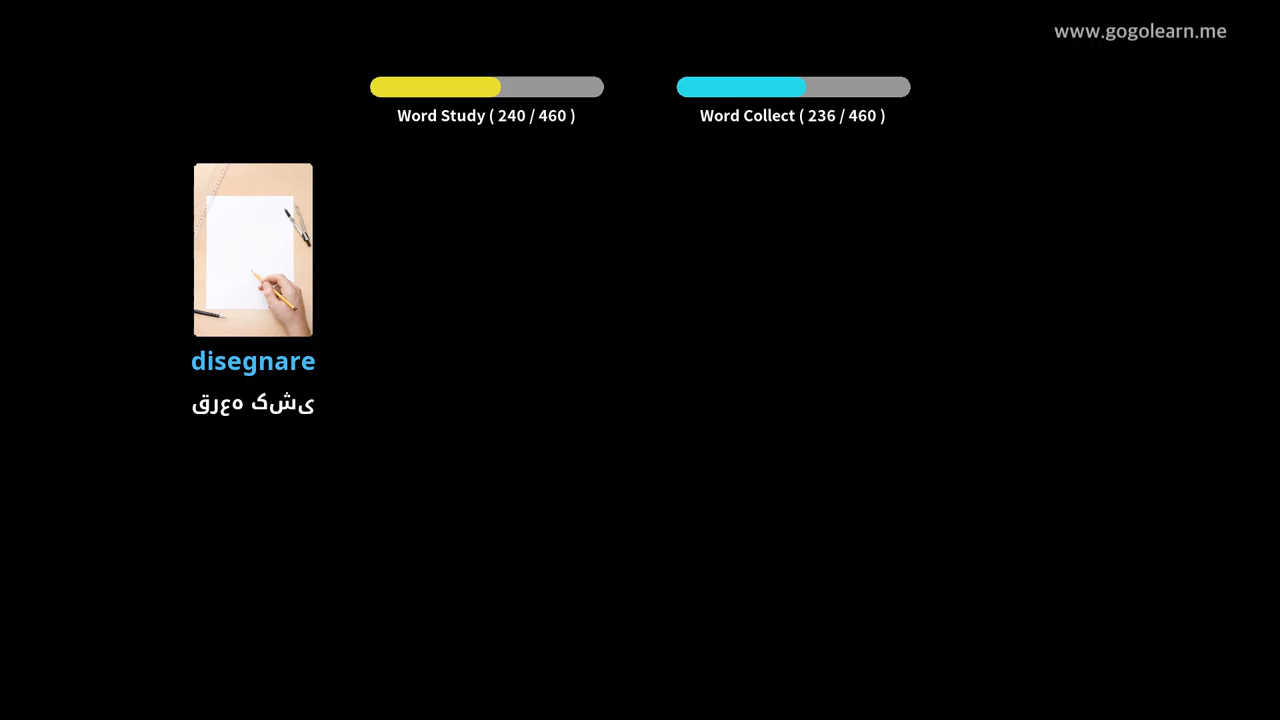 www.gogolearn.me
Word Study ( 240 / 460 )
Word Collect ( 236 / 460 )
disegnare
قرعه کشی